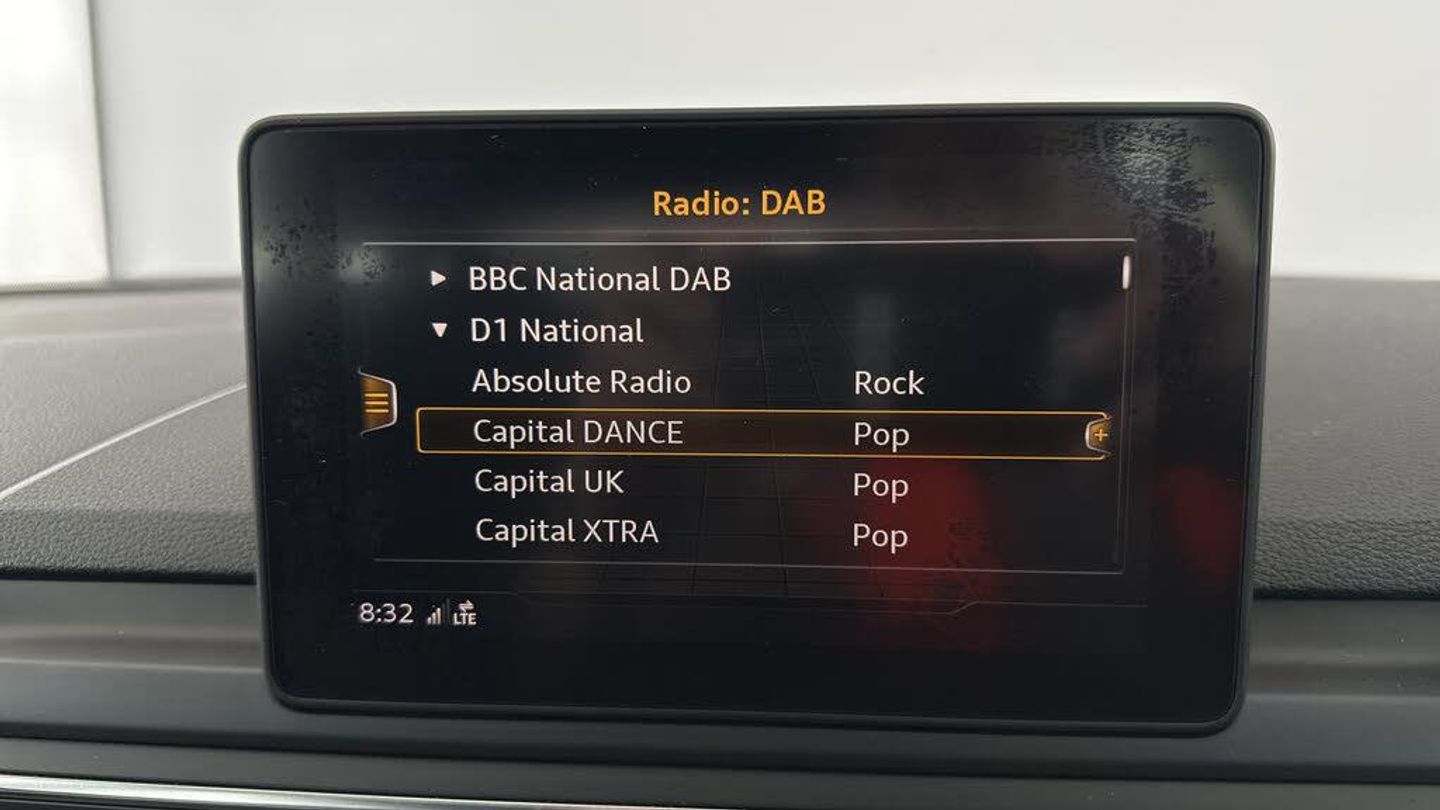 Radio: DAB
BBC National DAB
D1 National
Absolute Radio Rock
Capital DANCE Pop
Capital UK Pop
Capital XTRA Pop
8:32 LTE